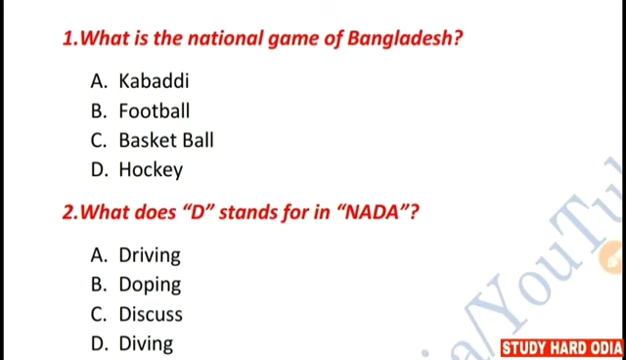 1.What is the national game of Bangladesh?
A. Kabaddi
B. Football
C. Basket Ball
D. Hockey
2.What does “D” stands for in “NADA”?
A. Driving
B. Doping
C. Discuss
D. Diving
STUDY HARD ODIA